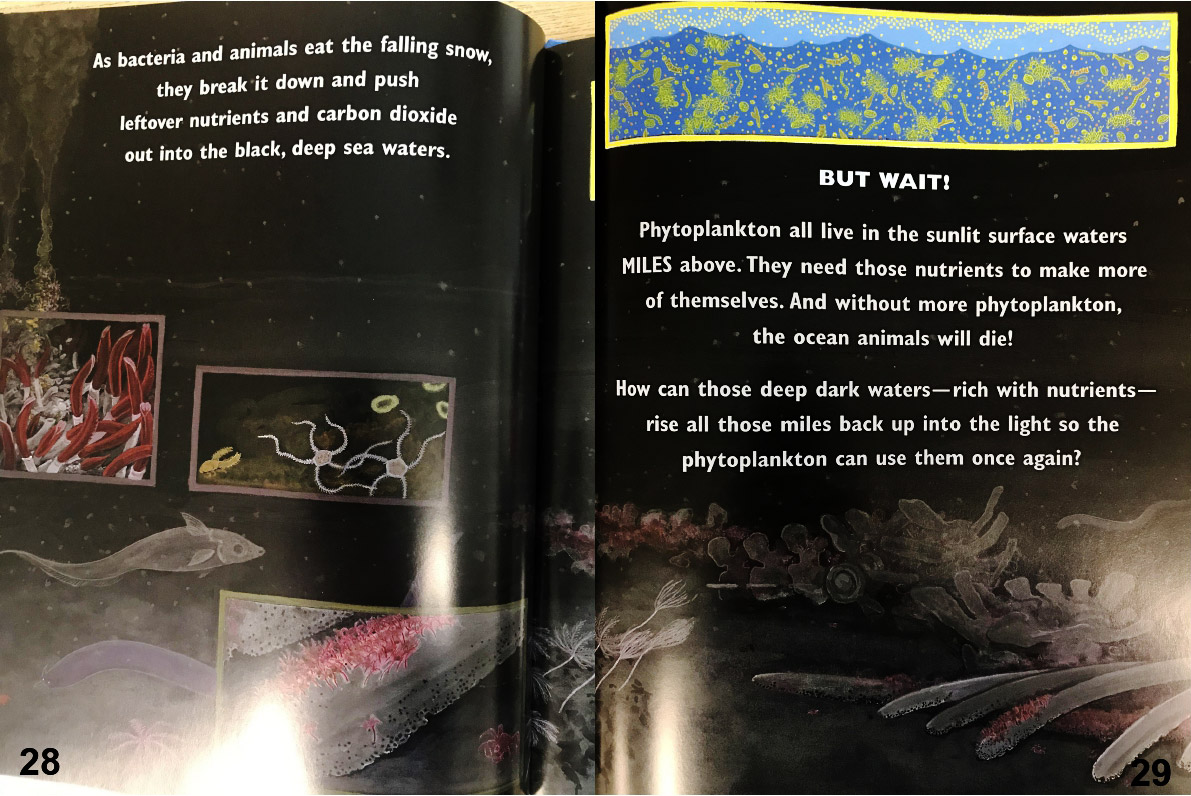 As bacteria and animals eat the falling snow,
they break it down and push
leftover nutrients and carbon dioxide
out into the black, deep sea waters.
28
BUT WAIT!
Phytoplankton all live in the sunlit surface waters
MILES above. They need those nutrients to make more
of themselves. And without more phytoplankton,
the ocean animals will die!
How can those deep dark waters—rich with nutrients—
rise all those miles back up into the light so the
phytoplankton can use them once again?
29